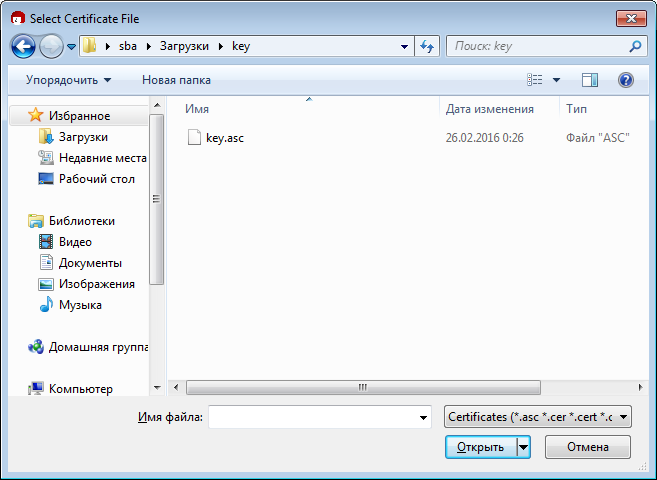 Select Certificate File
sba Загрузки key
Поиск: key
Упорядочить Новая папка
Имя Дата изменения Тип
key.asc 26.02.2016 0:26 Файл "ASC"
Избранное
Загрузки
Недавние места
Рабочий стол
Библиотеки
Видео
Документы
Изображения
Музыка
Домашняя группа
Компьютер
Имя файла:
Certificates (*.asc *.cer *.cert *.c
Открыть Отмена